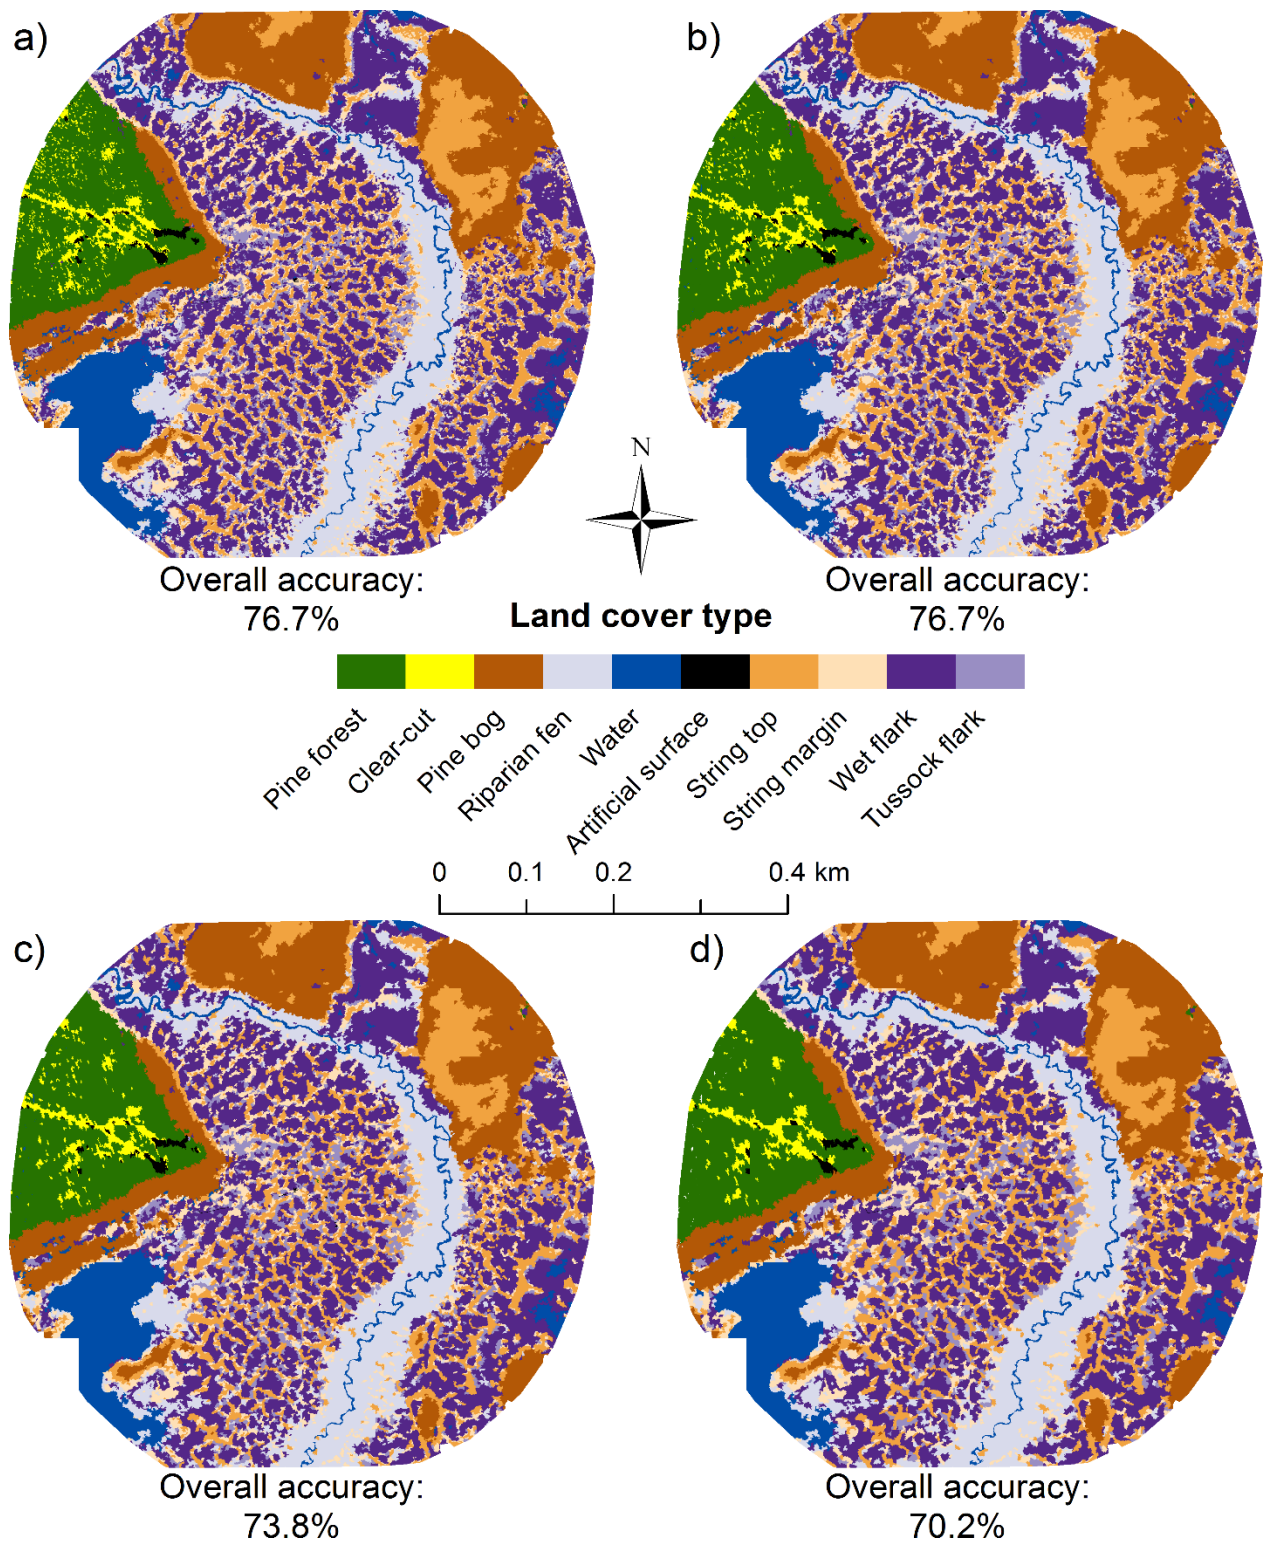 a)
b)
N
Overall accuracy:
76.7%
Overall accuracy:
76.7%
Land cover type
Pine forest
Clear-cut
Pine bog
Riparian fen
Water
Artificial surface
String top
String margin
Wet flark
Tussock flark
0 0.1 0.2 0.4 km
c)
d)
Overall accuracy:
73.8%
Overall accuracy:
70.2%